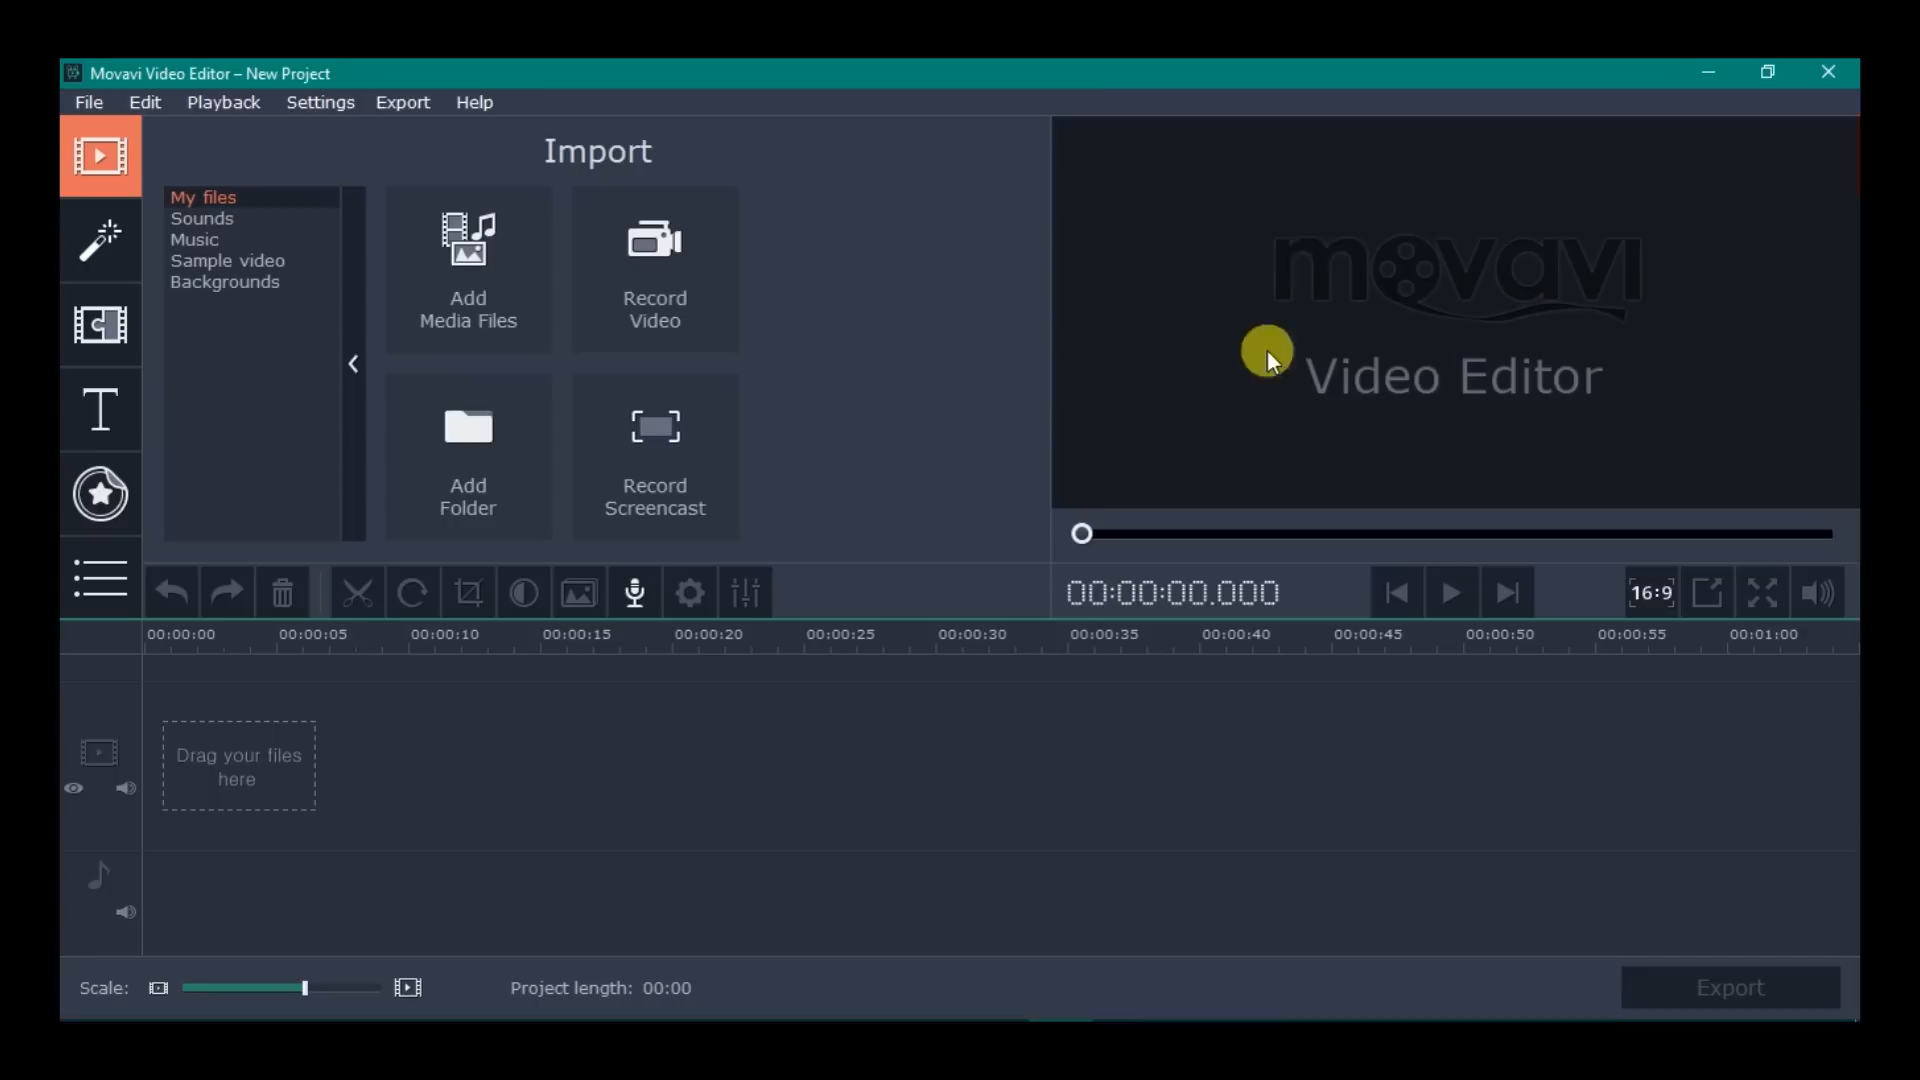 Movavi Video Editor – New Project
File Edit Playback Settings Export Help
Import
My files
Sounds
Music
Sample video
Backgrounds
Add
Media Files
Record
Video
Add
Folder
Record
Screencast
movavi
Video Editor
00:00:00.000
16:9
00:00:00 00:00:05 00:00:10 00:00:15 00:00:20 00:00:25 00:00:30 00:00:35 00:00:40 00:00:45 00:00:50 00:00:55 00:01:00
Drag your files
here
Scale:
Project length: 00:00
Export